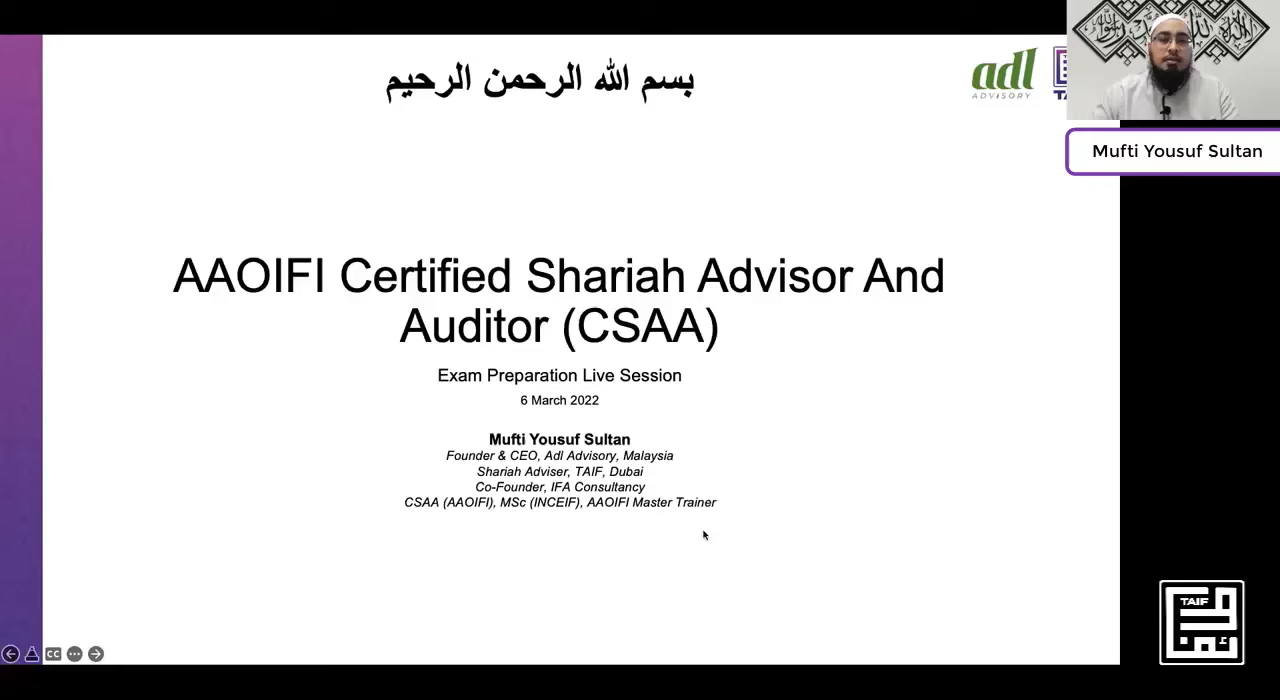 بسم الله الرحمن الرحيم
adl
ADVISORY
Mufti Yousuf Sultan
AAOIFI Certified Shariah Advisor And
Auditor (CSAA)
Exam Preparation Live Session
6 March 2022
Mufti Yousuf Sultan
Founder & CEO, Adl Advisory, Malaysia
Shariah Adviser, TAIF, Dubai
Co-Founder, IFA Consultancy
CSAA (AAOIFI), MSc (INCEIF), AAOIFI Master Trainer
TAIF
CC